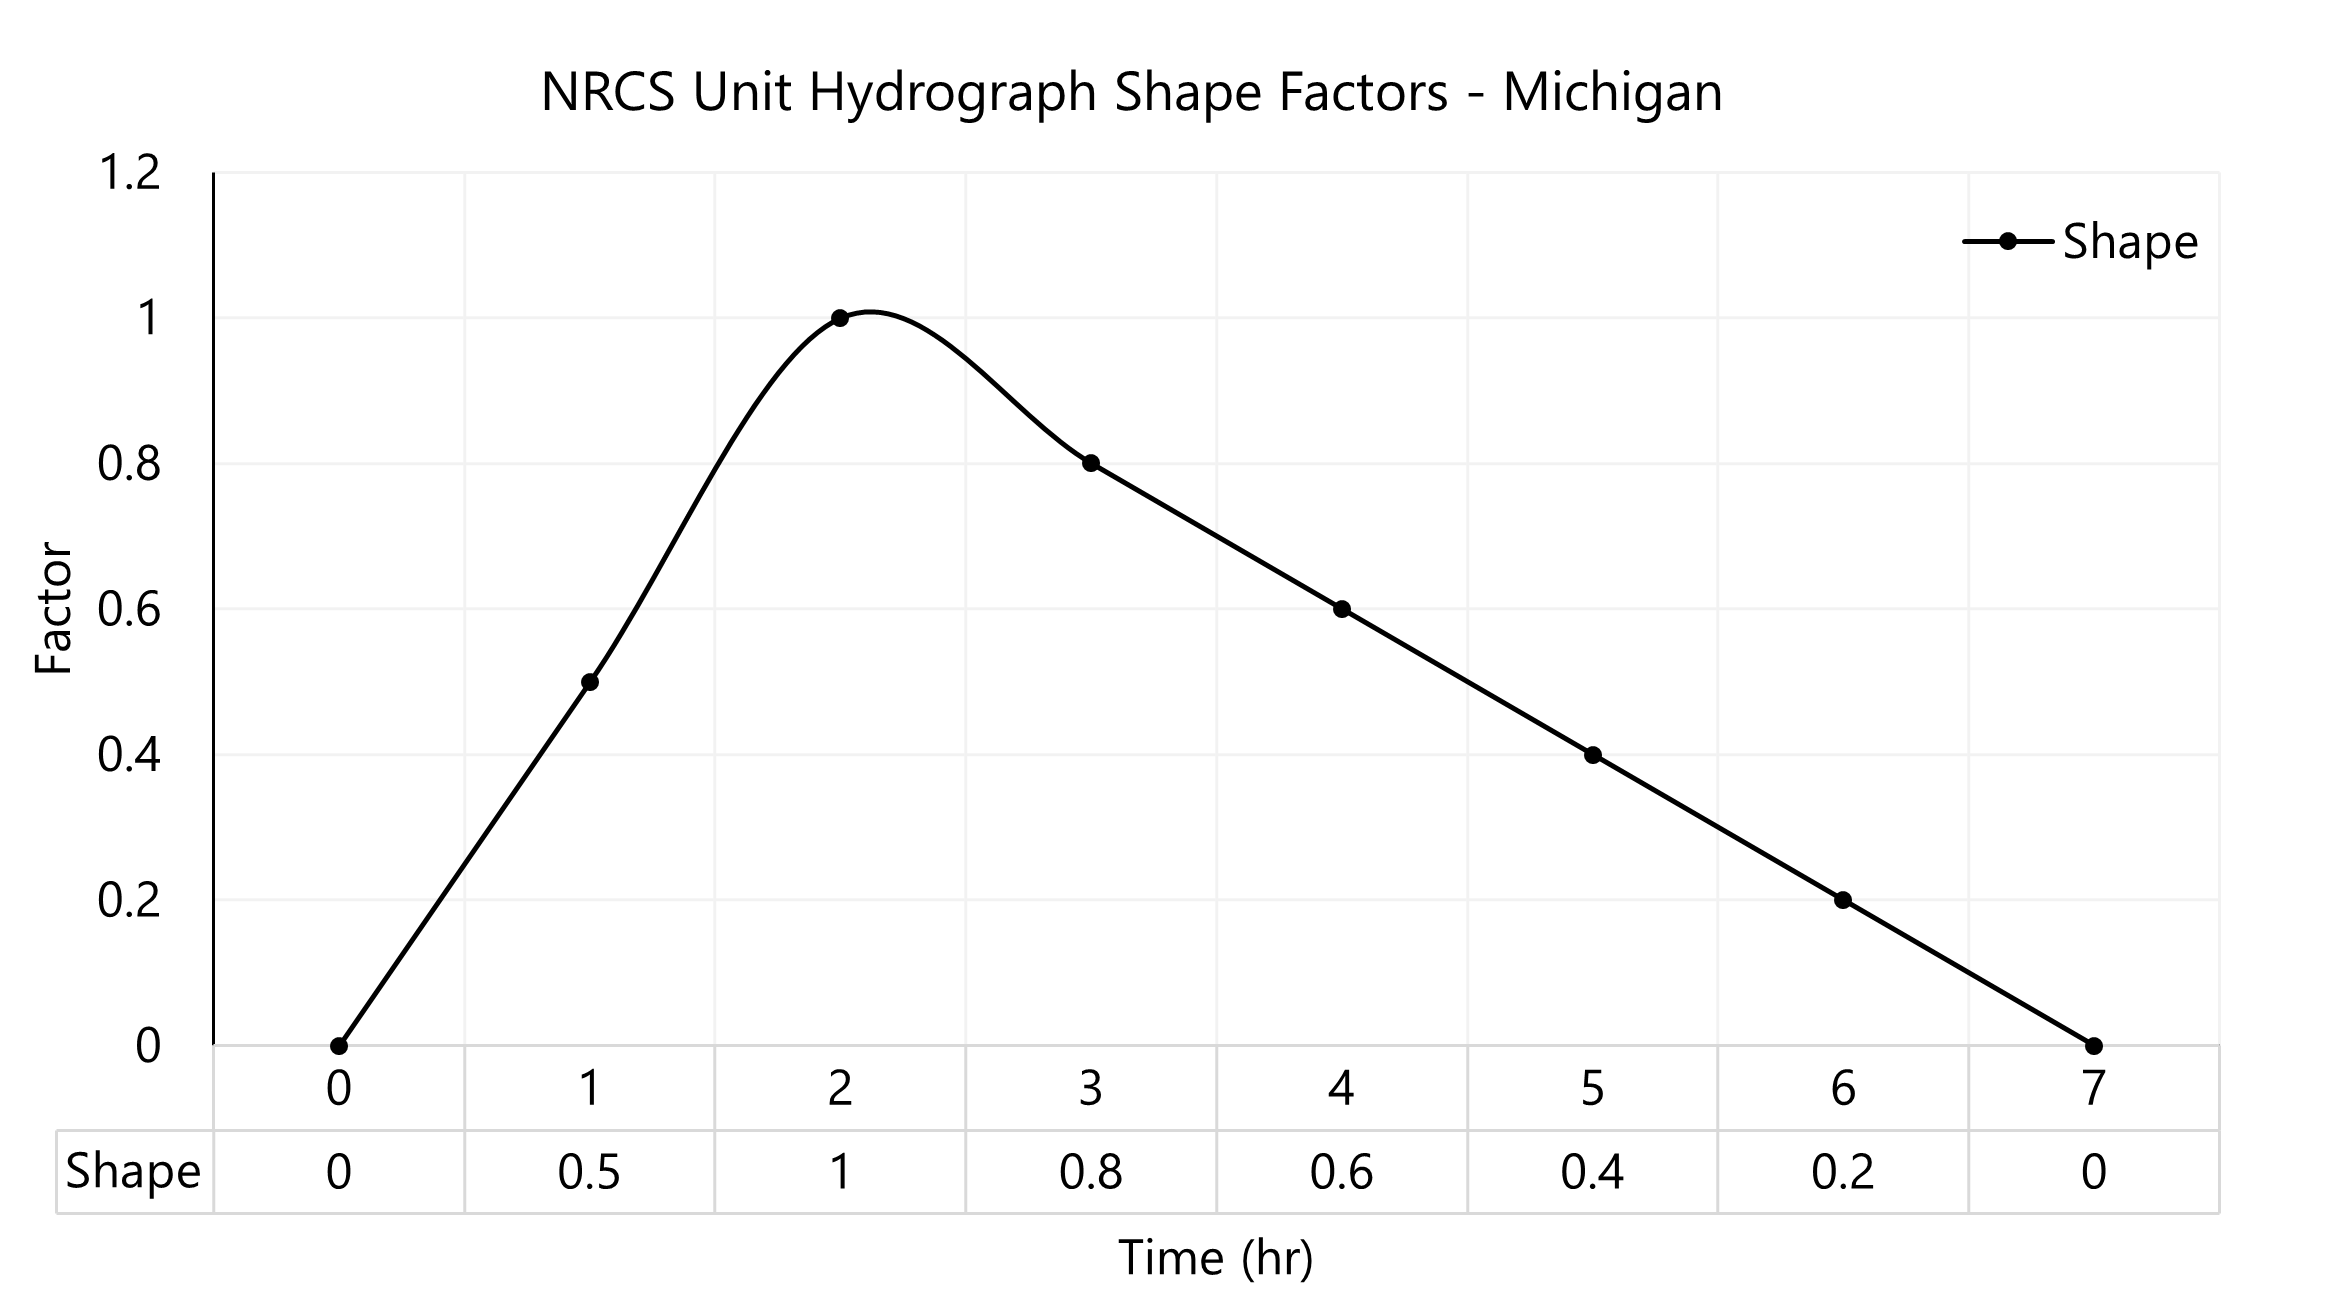 NRCS Unit Hydrograph Shape Factors - Michigan
1.2
Shape
1
0.8
0.6
0.4
0.2
0
Factor
0 1 2 3 4 5 6 7
Shape 0 0.5 1 0.8 0.6 0.4 0.2 0
Time (hr)